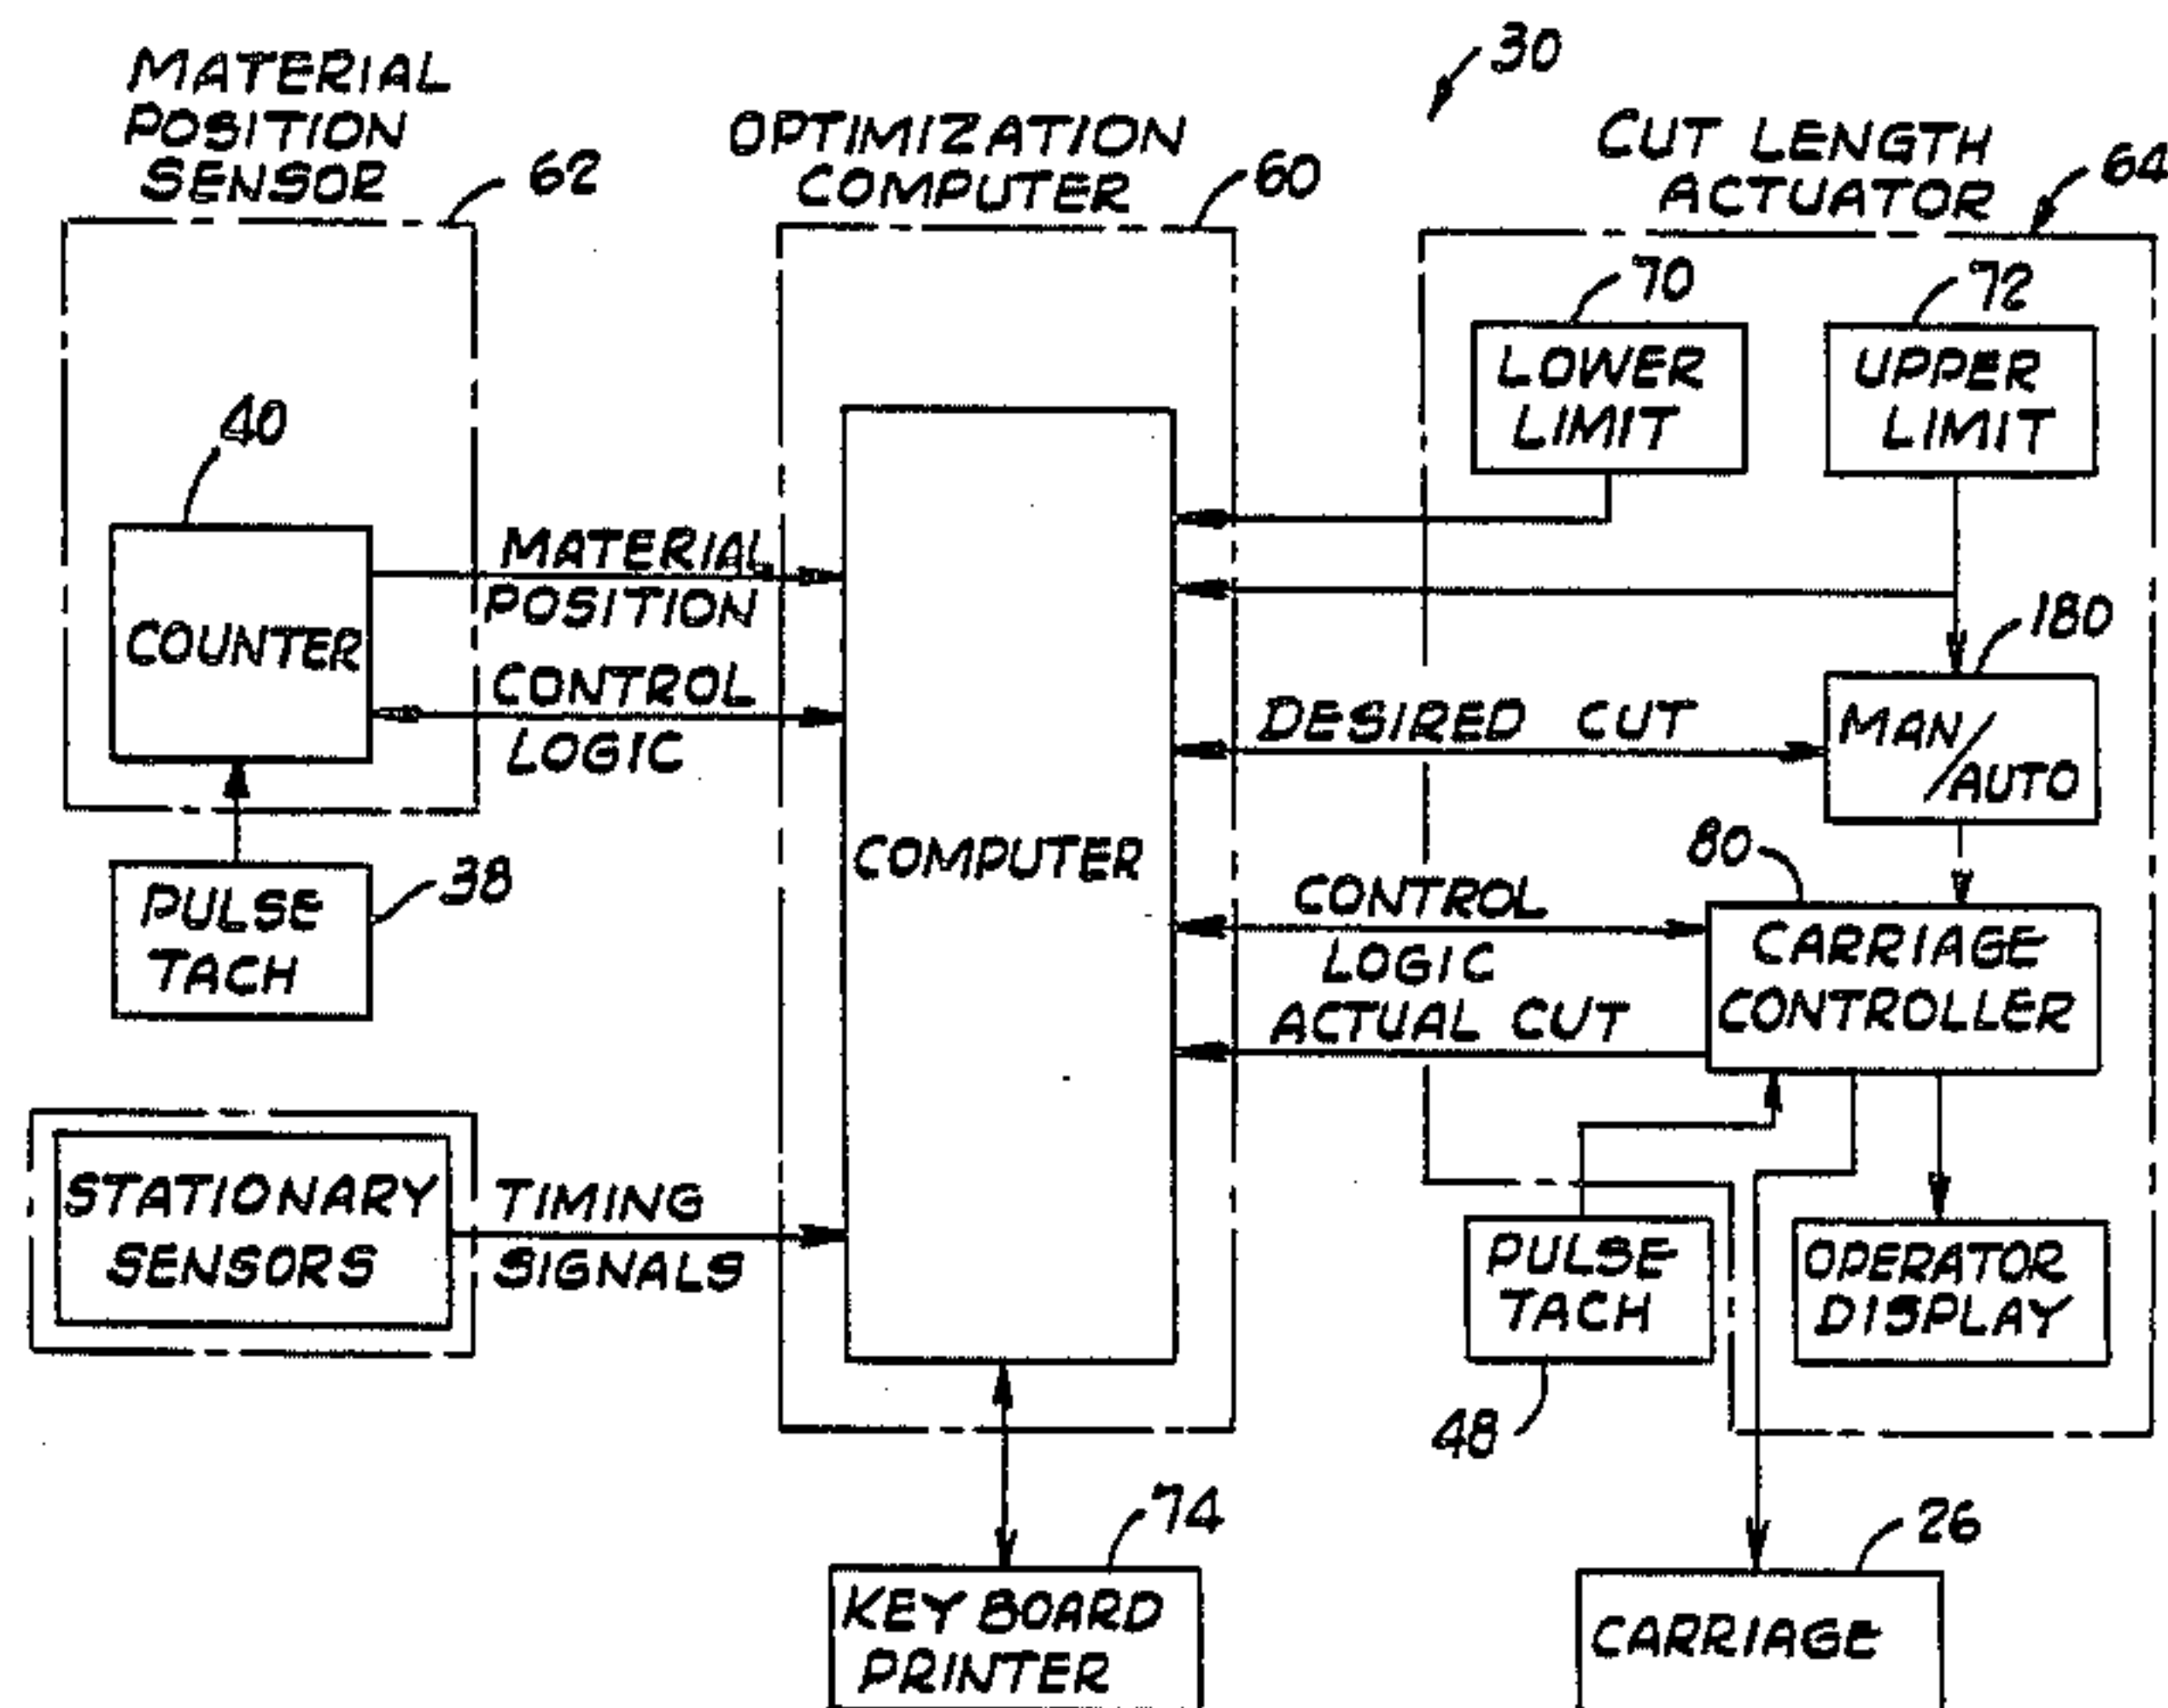 30
MATERIAL
POSITION
SENSOR
62
OPTIMIZATION
COMPUTER
60
CUT LENGTH
ACTUATOR
64
70
LOWER
LIMIT
72
UPPER
LIMIT
40
COUNTER
MATERIAL
POSITION
CONTROL
LOGIC
PULSE
TACH
38
COMPUTER
DESIRED CUT
180
MAN/
AUTO
80
CONTROL
LOGIC
CARRIAGE
CONTROLLER
ACTUAL CUT
STATIONARY
SENSORS
TIMING
SIGNALS
PULSE
TACH
48
OPERATOR
DISPLAY
74
KEY BOARD
PRINTER
26
CARRIAGE